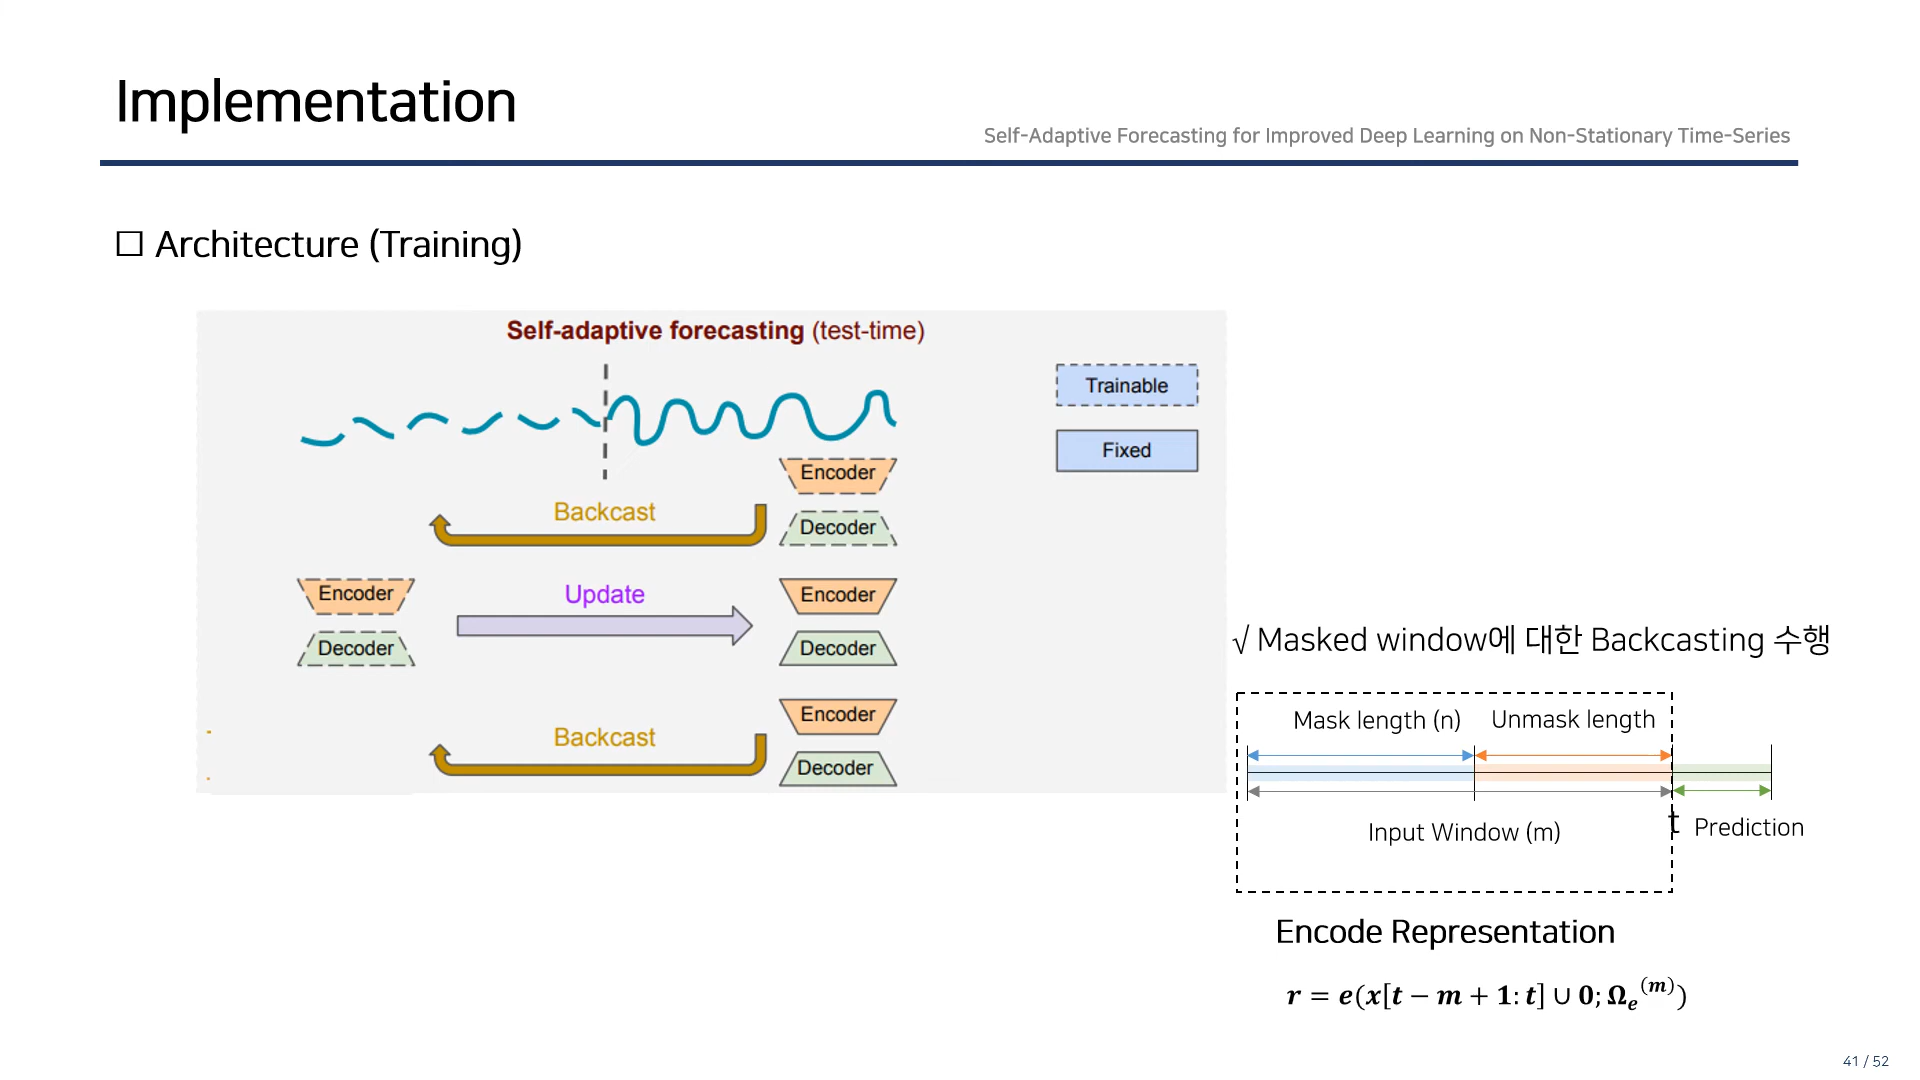 Implementation
Self-Adaptive Forecasting for Improved Deep Learning on Non-Stationary Time-Series
□ Architecture (Training)
Self-adaptive forecasting (test-time)
Trainable
Fixed
Encoder
Backcast
Decoder
Encoder
Update
Encoder
Decoder
Decoder
Encoder
Backcast
Decoder
√ Masked window에 대한 Backcasting 수행
Mask length (n)
Unmask length
Input Window (m)
t
Prediction
Encode Representation
r = e(x[t − m + 1: t] ∪ 0; Ωₑ⁽ᵐ⁾)
41 / 52